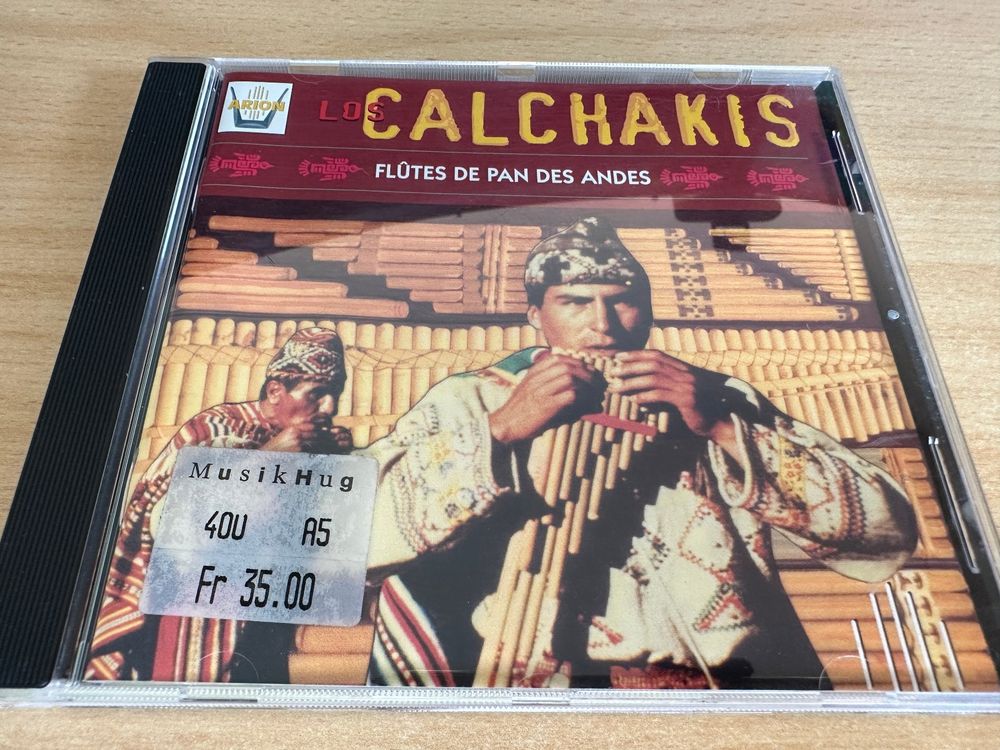 ARION
LOS CALCHAKIS
FLÛTES DE PAN DES ANDES
MusikHug
40U A5
Fr 35.00